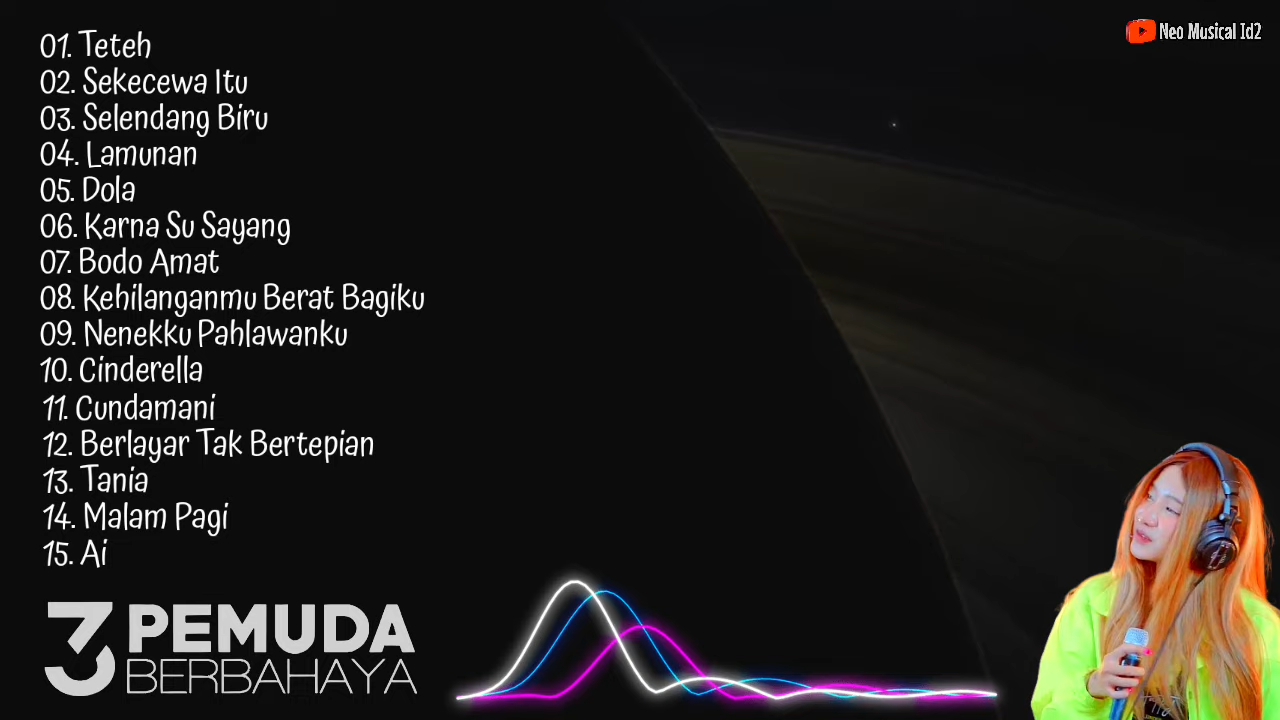 Neo Musical Id2
01. Teteh
02. Sekecewa Itu
03. Selendang Biru
04. Lamunan
05. Dola
06. Karna Su Sayang
07. Bodo Amat
08. Kehilanganmu Berat Bagiku
09. Nenekku Pahlawanku
10. Cinderella
11. Cundamani
12. Berlayar Tak Bertepian
13. Tania
14. Malam Pagi
15. Ai
3 PEMUDA
BERBAHAYA